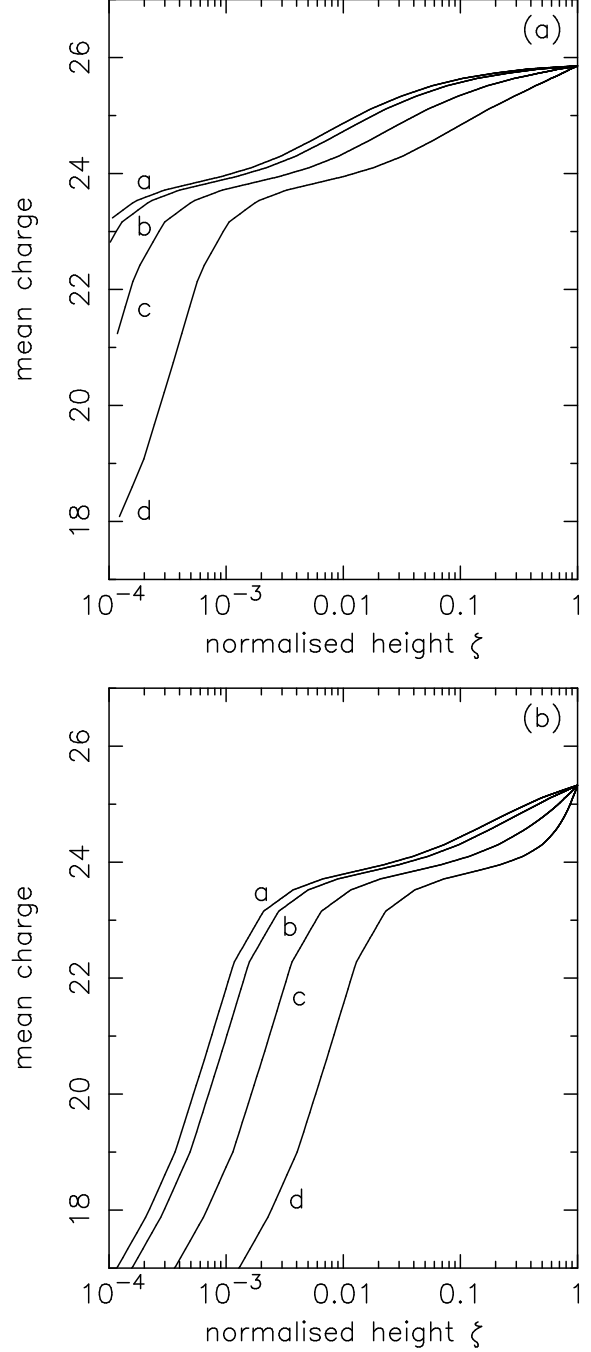 (a)
26
24
22
20
18
mean charge
a
b
c
d
10⁻⁴ 10⁻³ 0.01 0.1 1
normalised height ζ
(b)
26
24
22
20
18
mean charge
a
b
c
d
10⁻⁴ 10⁻³ 0.01 0.1 1
normalised height ζ